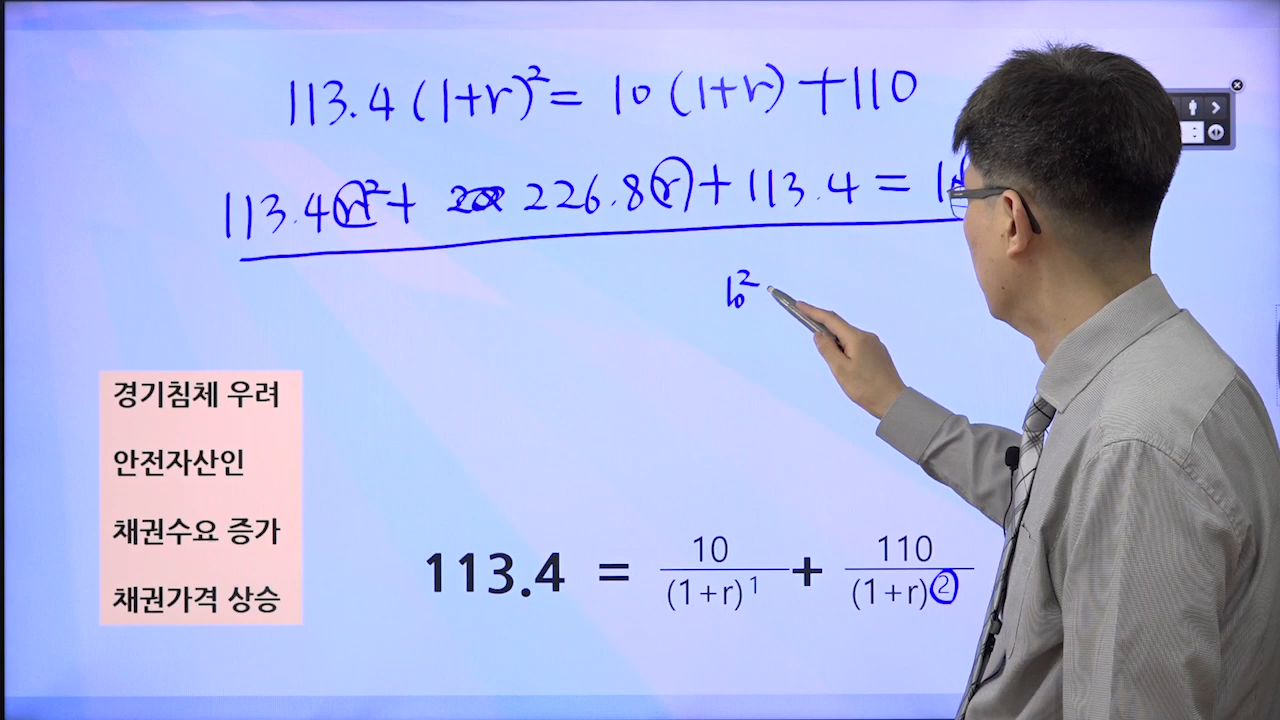 113.4(1+r)²= 10(1+r)+110
113.4r²+ 226.8r+113.4=
b²
경기침체 우려
안전자산인
채권수요 증가
채권가격 상승
113.4 = 10/(1+r)¹ + 110/(1+r)²